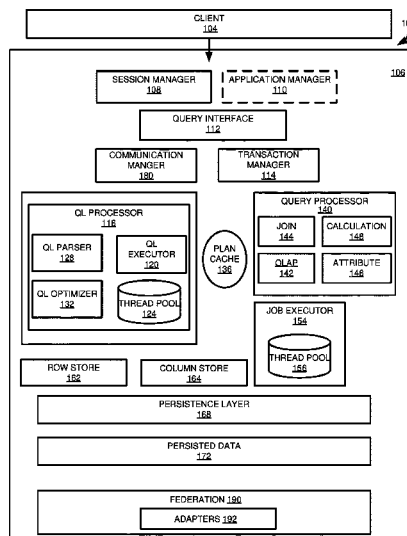 CLIENT
104
10
106
SESSION MANAGER
108
APPLICATION MANAGER
110
QUERY INTERFACE
112
COMMUNICATION
MANGER
180
TRANSACTION
MANAGER
114
QL PROCESSOR
116
QL PARSER
128
QL
EXECUTOR
120
QL OPTIMIZER
132
THREAD POOL
124
PLAN
CACHE
136
QUERY PROCESSOR
140
JOIN
144
CALCULATION
148
OLAP
142
ATTRIBUTE
146
JOB EXECUTOR
154
THREAD POOL
156
ROW STORE
162
COLUMN STORE
164
PERSISTENCE LAYER
168
PERSISTED DATA
172
FEDERATION 190
ADAPTERS 192